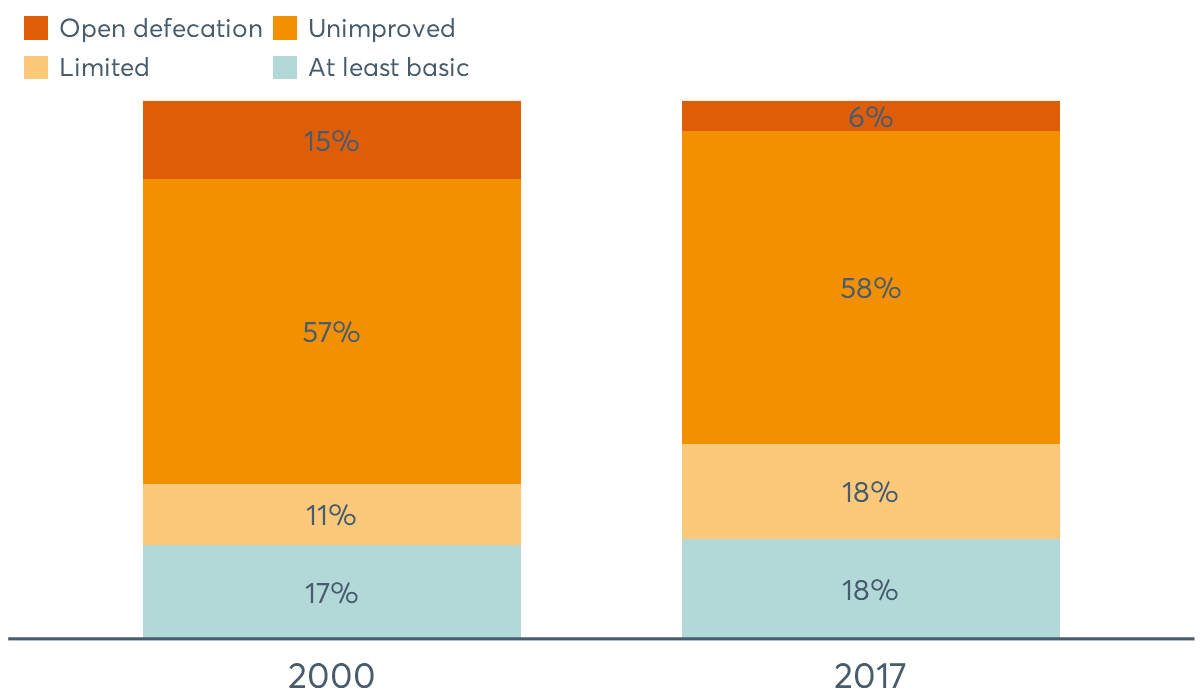 Open defecation Unimproved
Limited At least basic
15% 6%
57% 58%
11% 18%
17% 18%
2000 2017